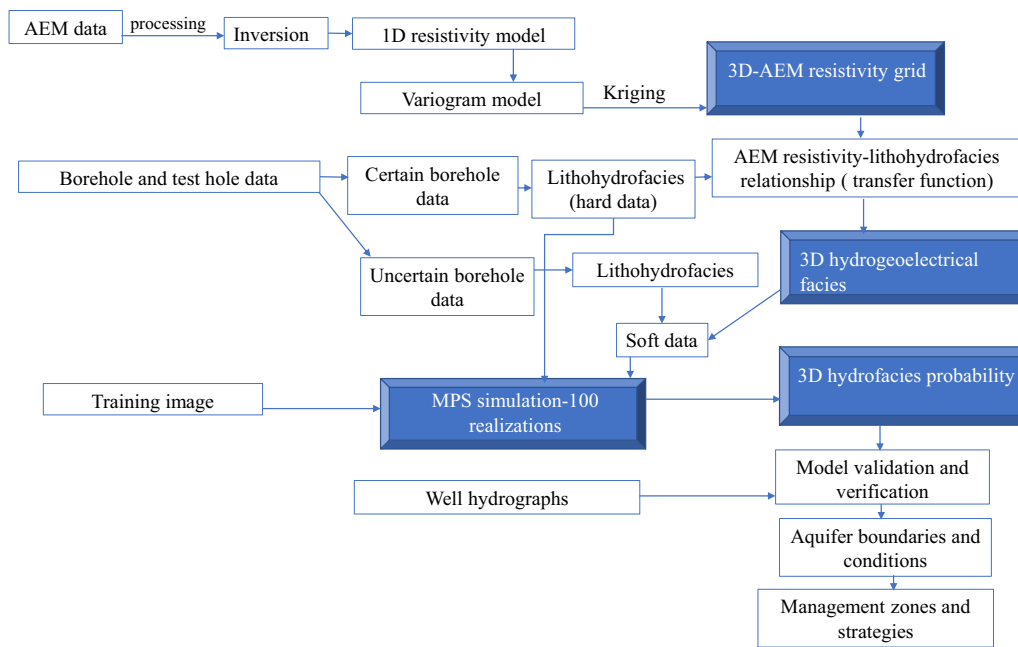 AEM data
processing
Inversion
1D resistivity model
3D-AEM resistivity grid
Variogram model
Kriging
AEM resistivity-lithohydrofacies
relationship ( transfer function)
Borehole and test hole data
Certain borehole
data
Lithohydrofacies
(hard data)
Uncertain borehole
data
Lithohydrofacies
3D hydrogeoelectrical
facies
Soft data
3D hydrofacies probability
Training image
MPS simulation-100
realizations
Model validation and
verification
Well hydrographs
Aquifer boundaries and
conditions
Management zones and
strategies